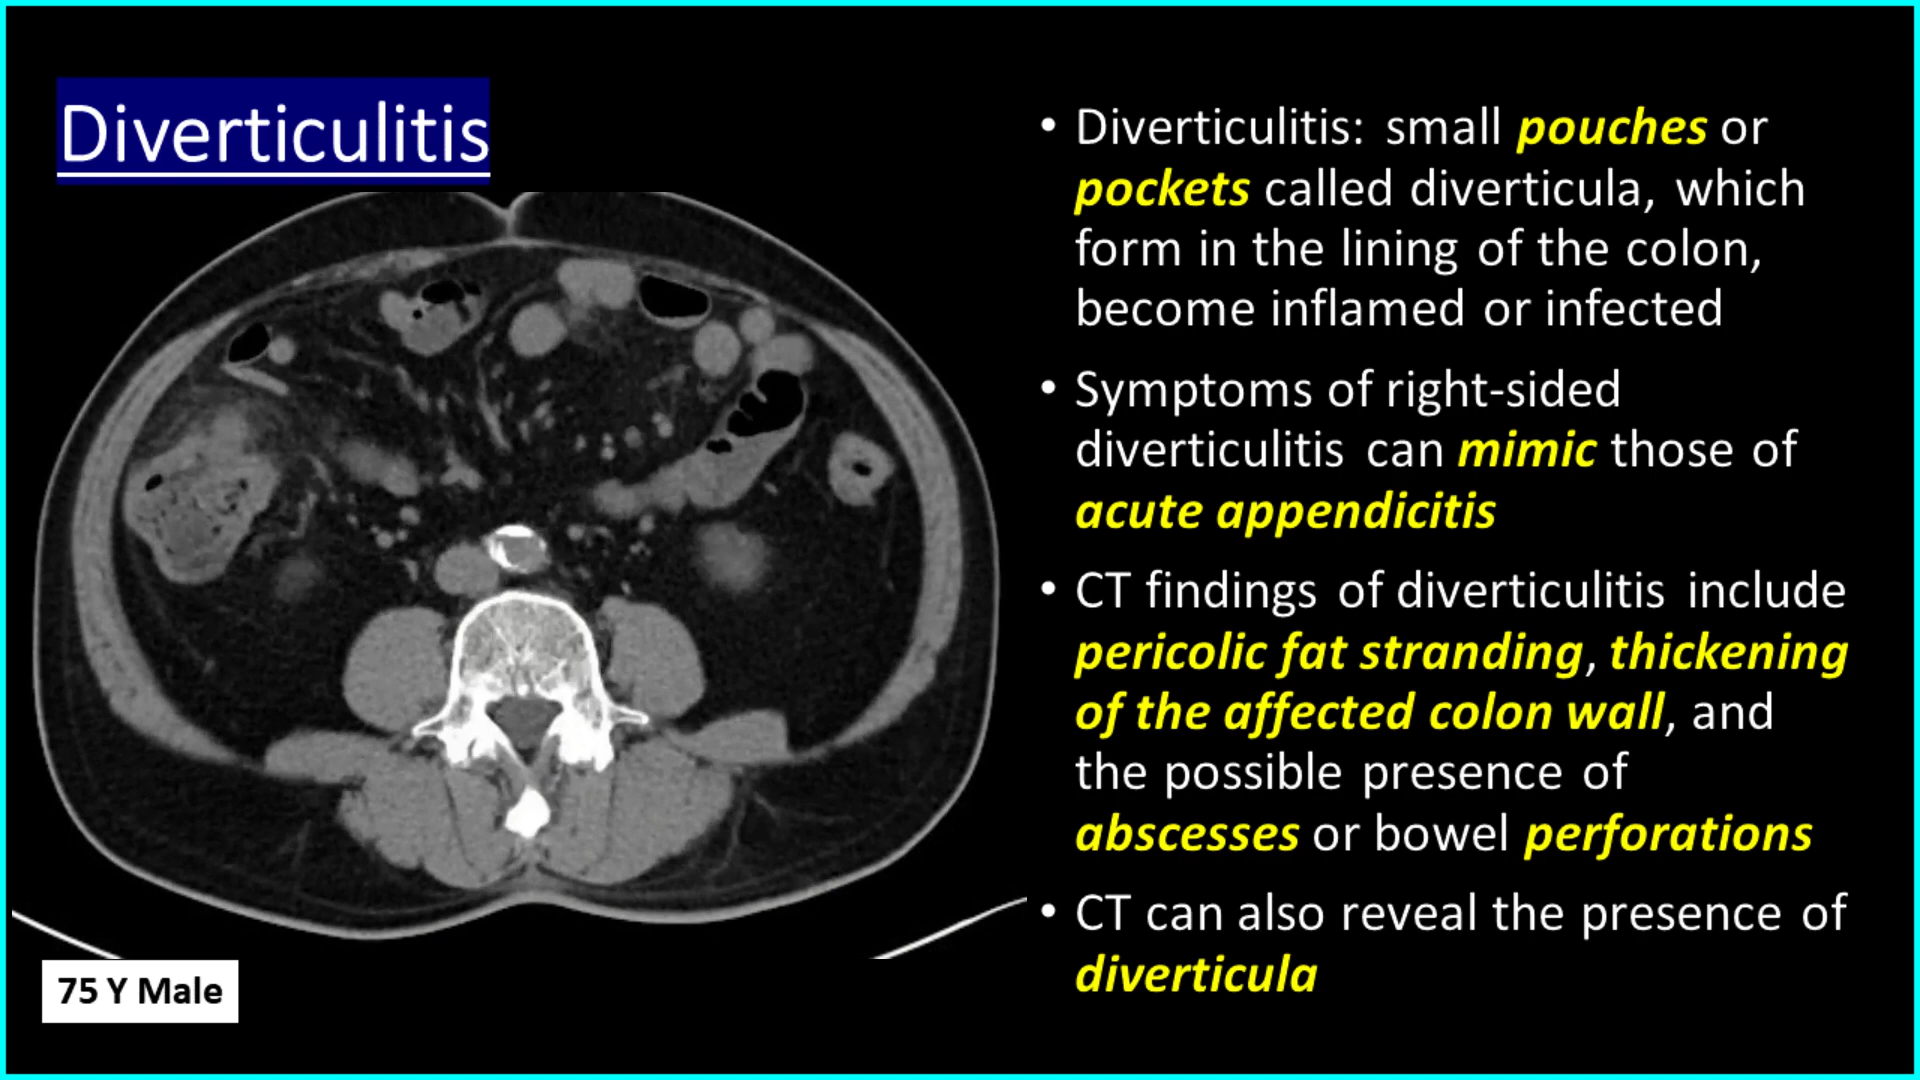 Diverticulitis
• Diverticulitis: small pouches or
pockets called diverticula, which
form in the lining of the colon,
become inflamed or infected
• Symptoms of right-sided
diverticulitis can mimic those of
acute appendicitis
• CT findings of diverticulitis include
pericolic fat stranding, thickening
of the affected colon wall, and
the possible presence of
abscesses or bowel perforations
• CT can also reveal the presence of
diverticula
75 Y Male